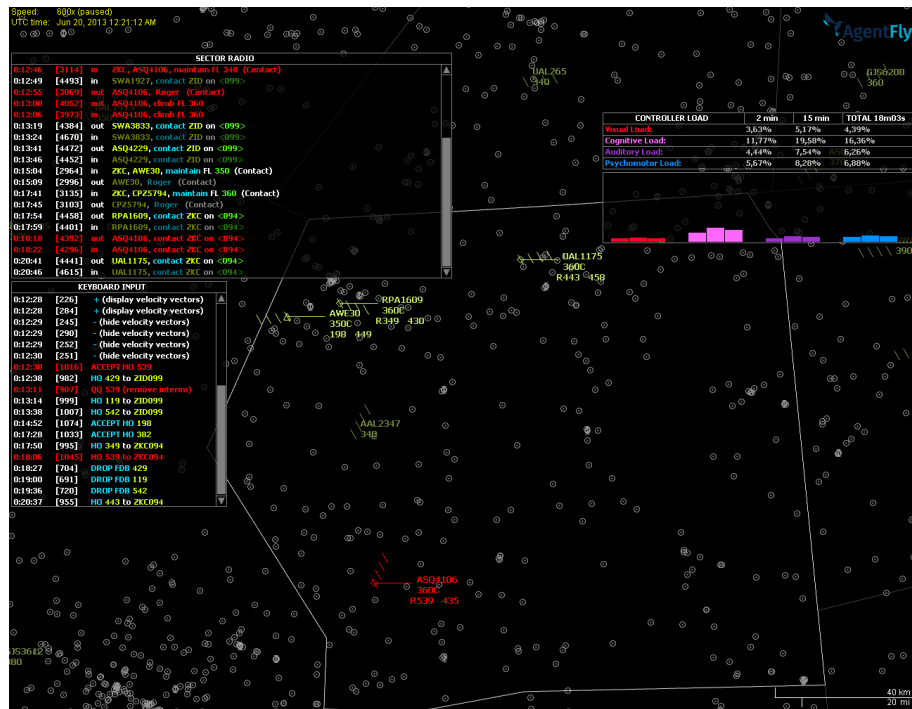 Speed: 600x (paused)
UTC time: Jun 20, 2013 12:21:12 AM
AgentFly
SECTOR RADIO
0:12:46 [3114] in ZKC, ASQ4106, maintain FL 340 (Contact)
0:12:49 [4493] in SWA1927, contact ZID on <099>
0:12:55 [3069] out ASQ4106, Roger (Contact)
0:13:00 [4052] out ASQ4106, climb FL 360
0:13:06 [3973] in ASQ4106, climb FL 360
0:13:19 [4384] out SWA3833, contact ZID on <099>
0:13:24 [4670] in SWA3833, contact ZID on <099>
0:13:41 [4472] out ASQ4229, contact ZID on <099>
0:13:46 [4452] in ASQ4229, contact ZID on <099>
0:15:04 [2964] in ZKC, AWE30, maintain FL 350 (Contact)
0:15:09 [2996] out AWE30, Roger (Contact)
0:17:41 [3135] in ZKC, CPZ5794, maintain FL 360 (Contact)
0:17:45 [3103] out CPZ5794, Roger (Contact)
0:17:54 [4458] out RPA1609, contact ZKC on <094>
0:17:59 [4401] in RPA1609, contact ZKC on <094>
0:18:18 [4392] out ASQ4106, contact ZKC on <094>
0:18:22 [4296] in ASQ4106, contact ZKC on <094>
0:20:41 [4441] out UAL1175, contact ZKC on <094>
0:20:46 [4615] in UAL1175, contact ZKC on <094>
UAL265
340
GJS6208
360
CONTROLLER LOAD 2 min 15 min TOTAL 18m03s
Visual Load: 3,63% 5,17% 4,39%
Cognitive Load: 11,77% 19,58% 16,36%
Auditory Load: 4,44% 7,54% 6,26%
Psychomotor Load: 5,67% 8,28% 6,88%
390
UAL1175
360C
R443 458
KEYBOARD INPUT
0:12:28 [226] + (display velocity vectors)
0:12:28 [284] + (display velocity vectors)
0:12:29 [245] - (hide velocity vectors)
0:12:29 [290] - (hide velocity vectors)
0:12:29 [252] - (hide velocity vectors)
0:12:30 [251] - (hide velocity vectors)
0:12:30 [1016] ACCEPT HO 539
0:12:38 [982] HO 429 to ZID099
0:13:11 [907] QQ 539 (remove interim)
0:13:14 [999] HO 119 to ZID099
0:13:38 [1007] HO 542 to ZID099
0:14:52 [1074] ACCEPT HO 198
0:17:28 [1033] ACCEPT HO 382
0:17:50 [995] HO 349 to ZKC094
0:18:06 [1045] HO 539 to ZKC094
0:18:27 [704] DROP FDB 429
0:19:00 [691] DROP FDB 119
0:19:36 [720] DROP FDB 542
0:20:37 [955] HO 443 to ZKC094
RPA1609
360C
R349 430
AWE30
350C
198 449
AAL2347
340
ASQ4106
360C
R539 435
GJS3612
380
40 km
20 mi